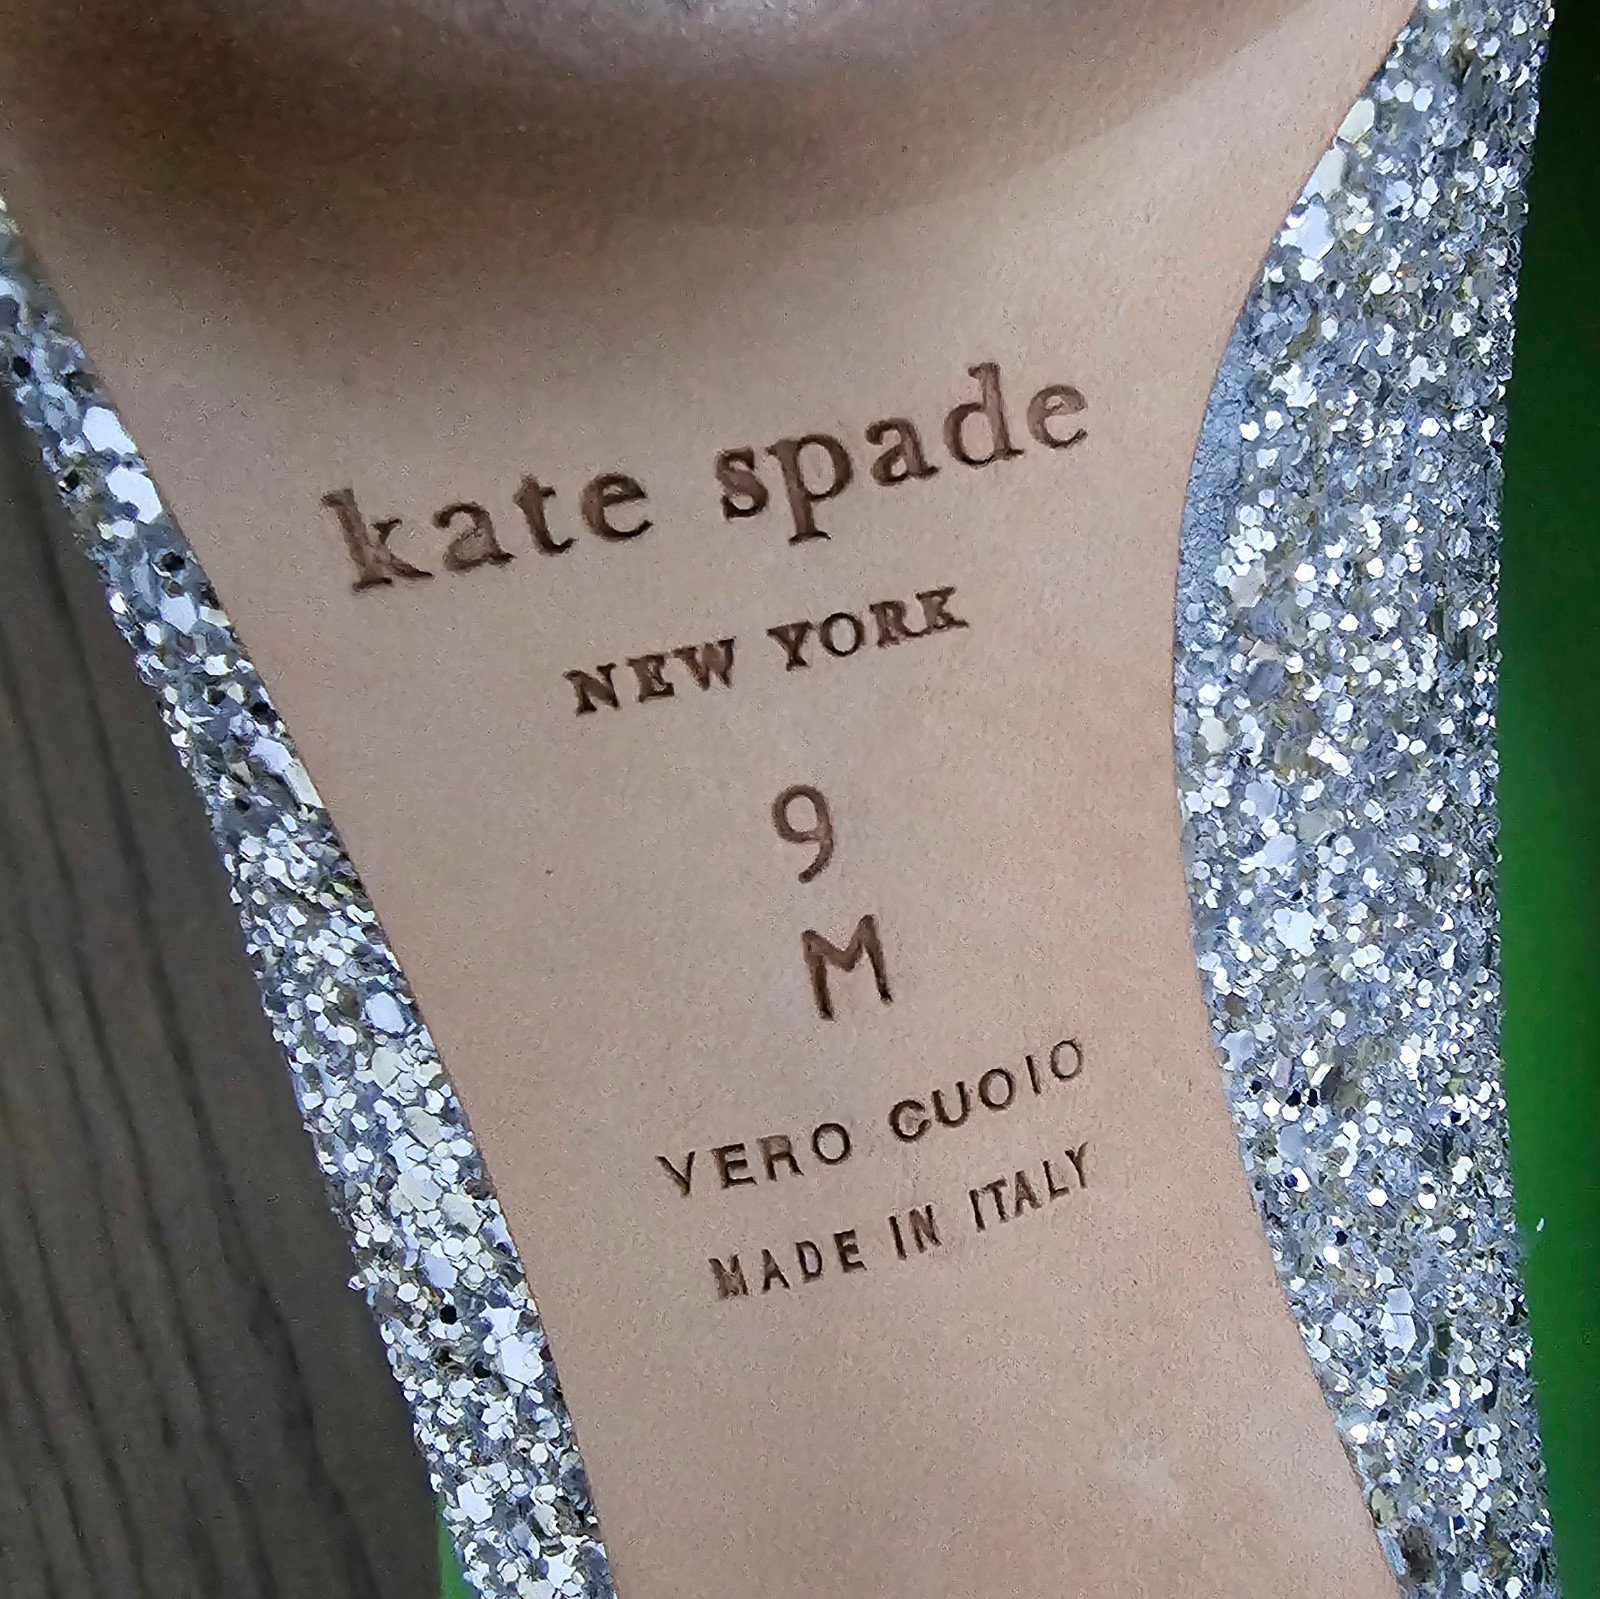 kate spade
NEW YORK
9
M
VERO CUOIO
MADE IN ITALY